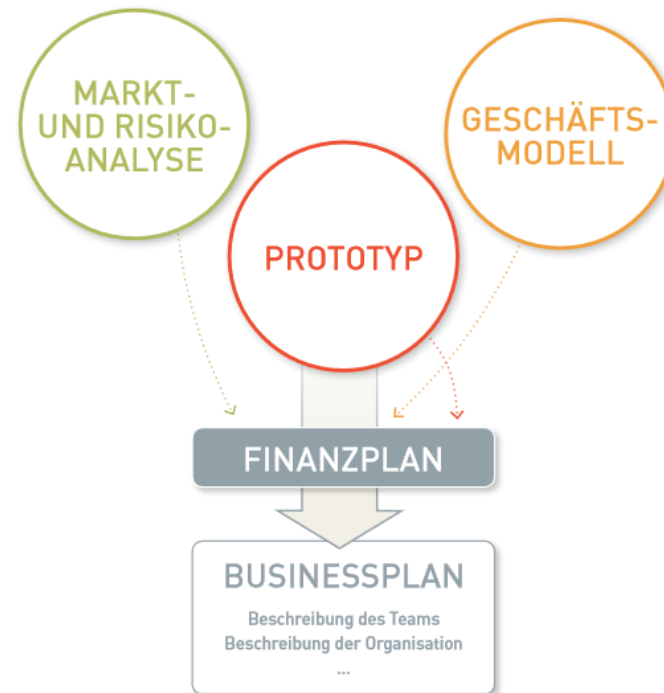 MARKT-
UND RISIKO-
ANALYSE
GESCHÄFTS-
MODELL
PROTOTYP
FINANZPLAN
BUSINESSPLAN
Beschreibung des Teams
Beschreibung der Organisation
...